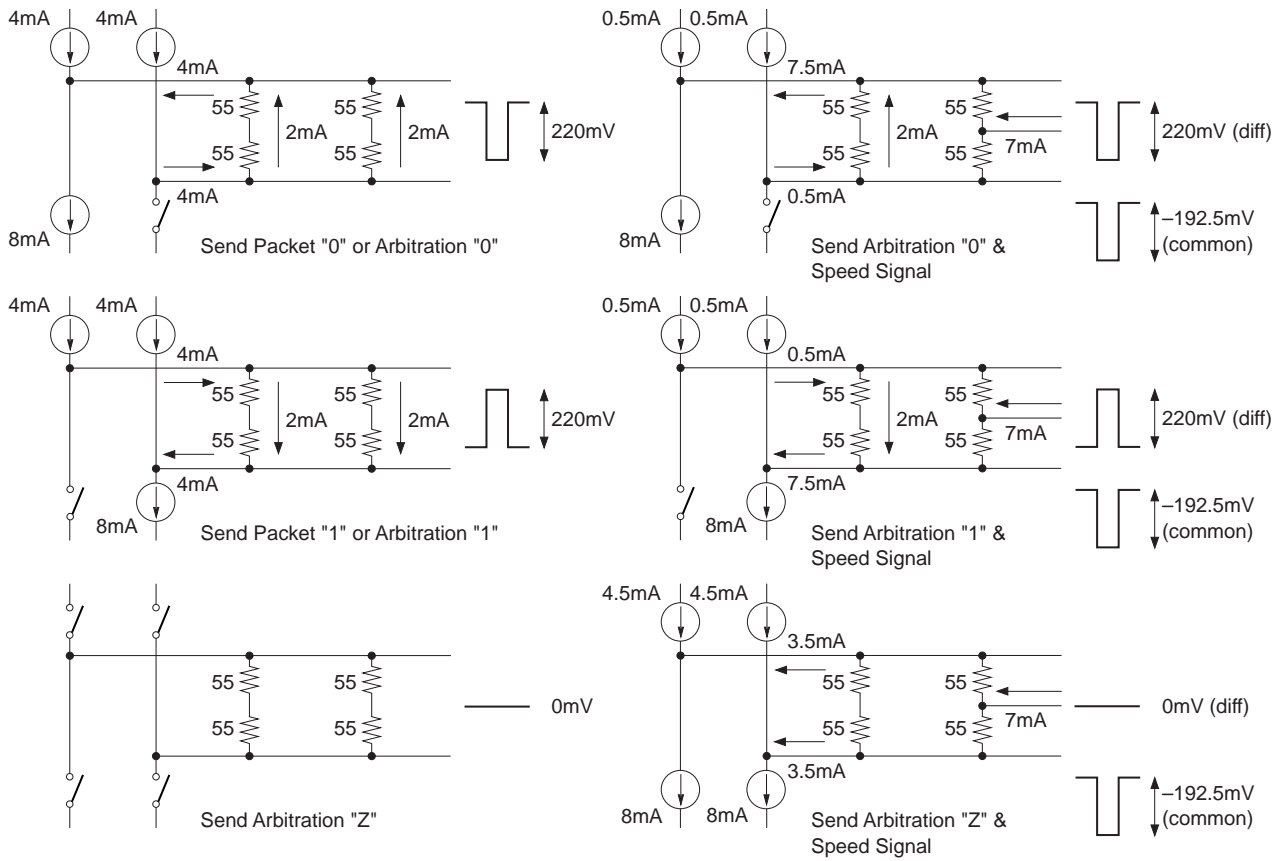 4mA 4mA
4mA
55 55
2mA 2mA
55 55
4mA
8mA
220mV
Send Packet "0" or Arbitration "0"
0.5mA 0.5mA
7.5mA
55 55
2mA 7mA
55 55
0.5mA
8mA
220mV (diff)
–192.5mV
(common)
Send Arbitration "0" &
Speed Signal
4mA 4mA
4mA
55 55
2mA 2mA
55 55
4mA
8mA
220mV
Send Packet "1" or Arbitration "1"
0.5mA 0.5mA
0.5mA
55 55
2mA 7mA
55 55
7.5mA
8mA
220mV (diff)
–192.5mV
(common)
Send Arbitration "1" &
Speed Signal
55 55
55 55
0mV
Send Arbitration "Z"
4.5mA 4.5mA
3.5mA
55 55
7mA
55 55
3.5mA
8mA 8mA
0mV (diff)
–192.5mV
(common)
Send Arbitration "Z" &
Speed Signal